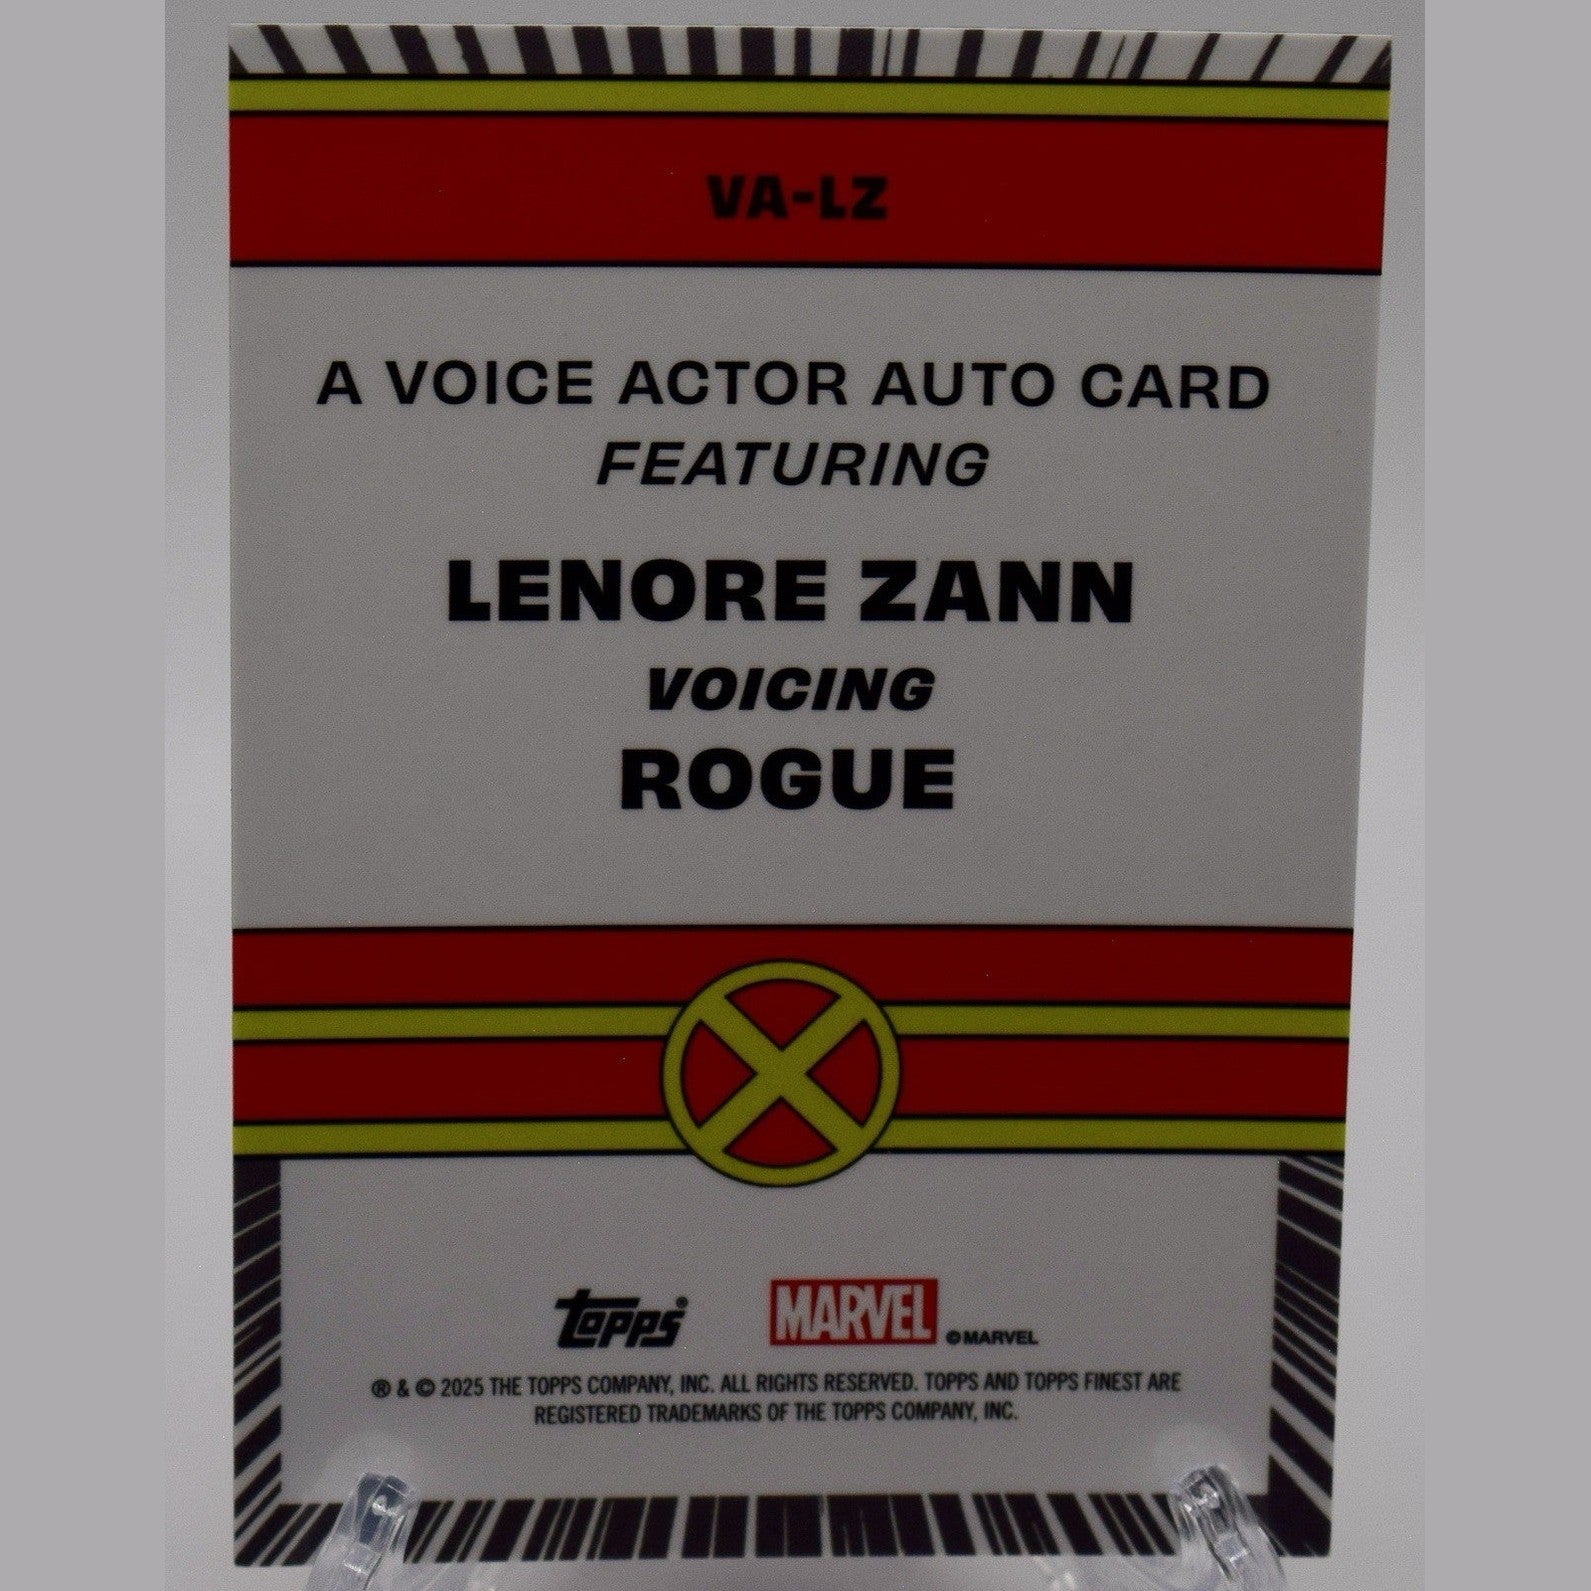 VA-LZ
A VOICE ACTOR AUTO CARD
FEATURING
LENORE ZANN
VOICING
ROGUE
topps®
MARVEL © MARVEL
® & © 2025 THE TOPPS COMPANY, INC. ALL RIGHTS RESERVED. TOPPS AND TOPPS FINEST ARE
REGISTERED TRADEMARKS OF THE TOPPS COMPANY, INC.